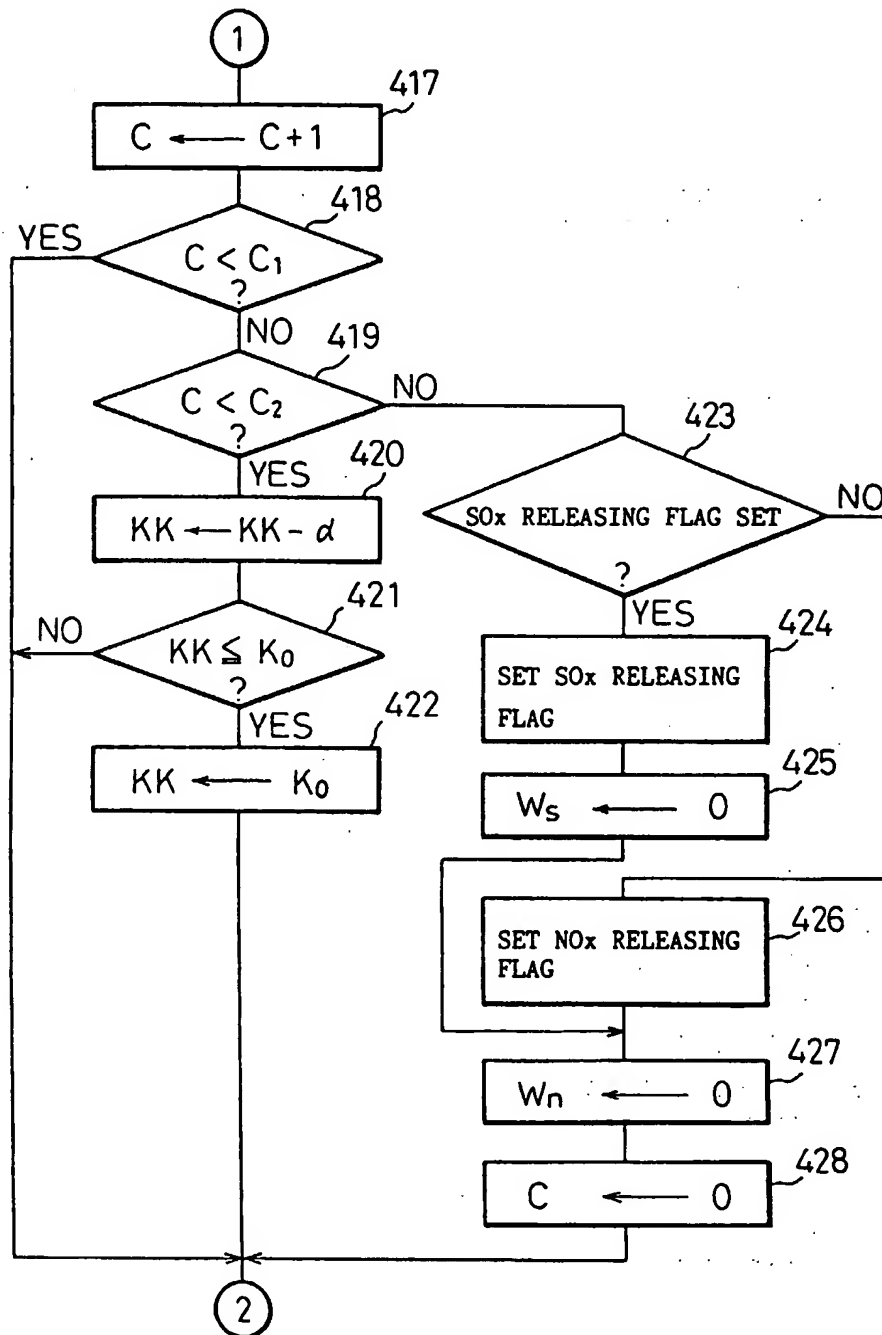 1
417
C ← C+1
418
YES
C < C₁
?
NO
419
NO
C < C₂
?
YES
420
KK ← KK - α
421
NO
KK ≦ K₀
?
YES
422
KK ← K₀
423
NO
SOx RELEASING FLAG SET
?
YES
424
SET SOx RELEASING
FLAG
425
Ws ← 0
426
SET NOx RELEASING
FLAG
427
Wn ← 0
428
C ← 0
2